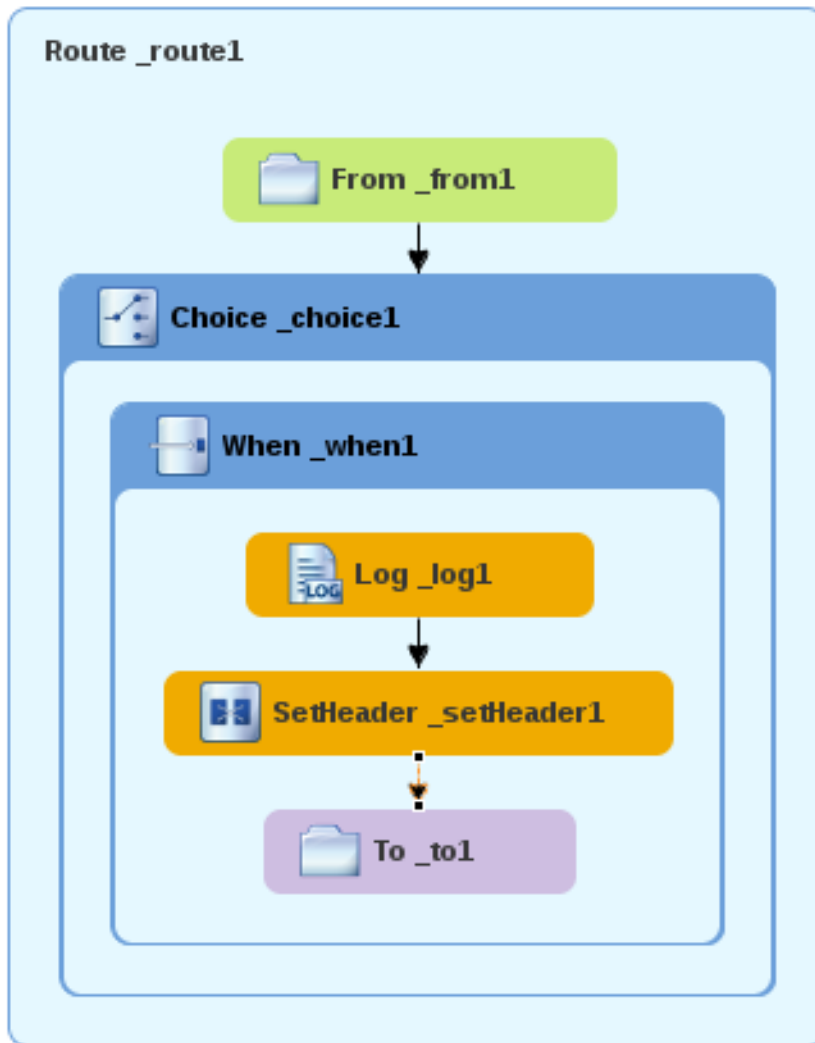 Route _route1
From _from1
Choice _choice1
When _when1
Log _log1
LOG
SetHeader _setHeader1
To _to1